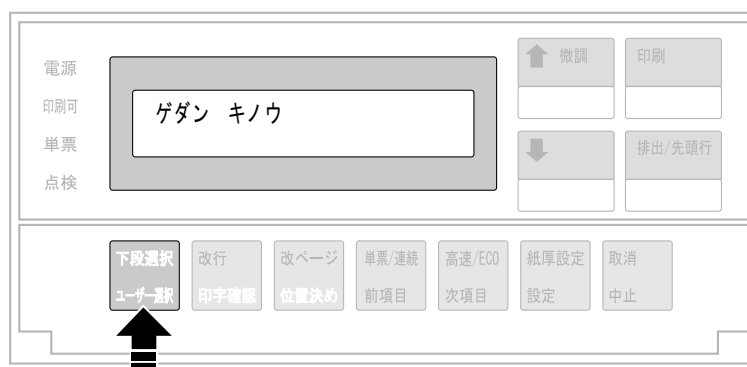 電源
印刷可
単票
点検
ゲダン キノウ
微調
印刷
排出/先頭行
下段選択
ユーザー選択
改行
印字確認
改ページ
位置決め
単票/連続
前項目
高速/ECO
次項目
紙厚設定
設定
取消
中止